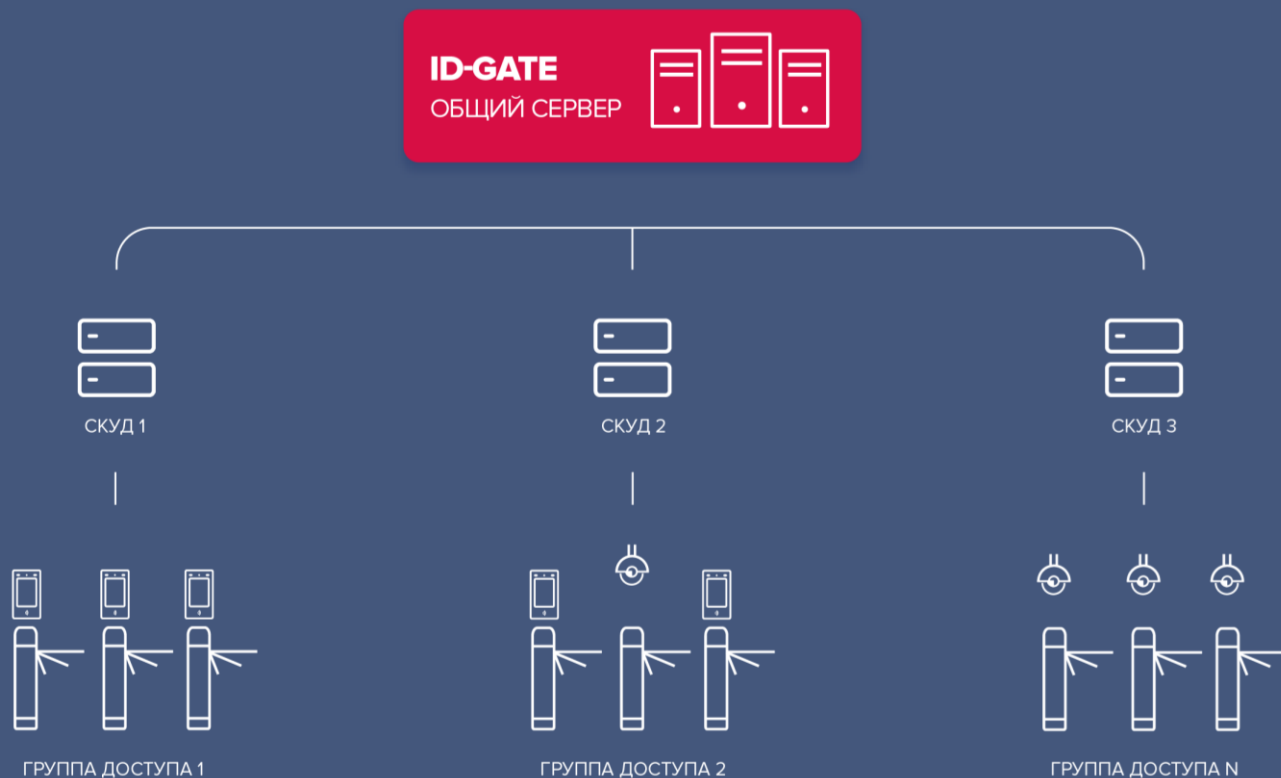 ID-GATE
ОБЩИЙ СЕРВЕР
СКУД 1
СКУД 2
СКУД 3
ГРУППА ДОСТУПА 1
ГРУППА ДОСТУПА 2
ГРУППА ДОСТУПА N